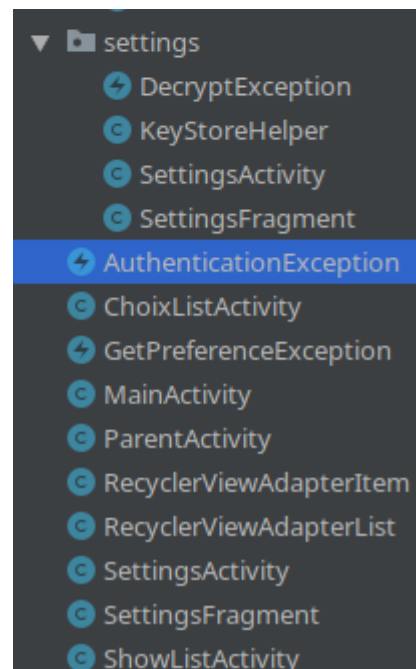 settings
DecryptException
KeyStoreHelper
SettingsActivity
SettingsFragment
AuthenticationException
ChoixListActivity
GetPreferenceException
MainActivity
ParentActivity
RecyclerViewAdapterItem
RecyclerViewAdapterList
SettingsActivity
SettingsFragment
ShowListActivity